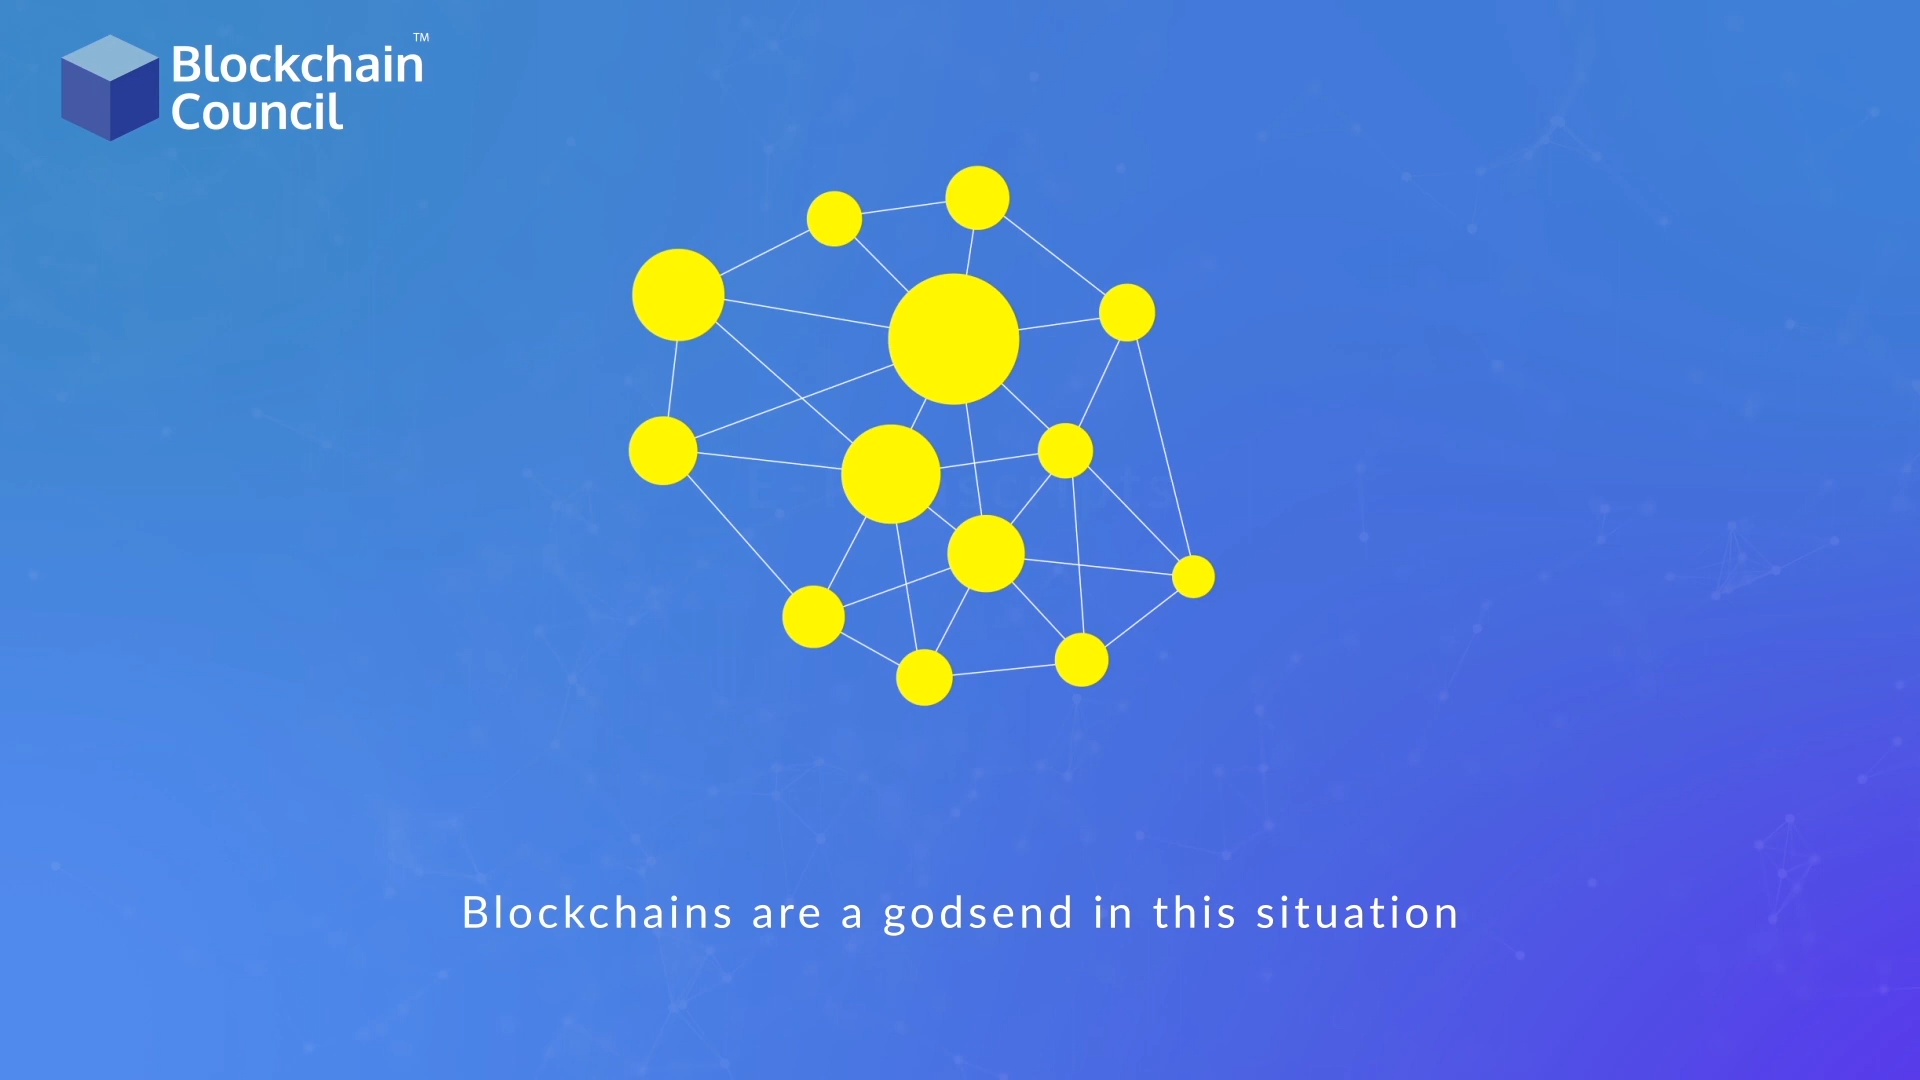 Blockchain™
Council
Blockchains are a godsend in this situation